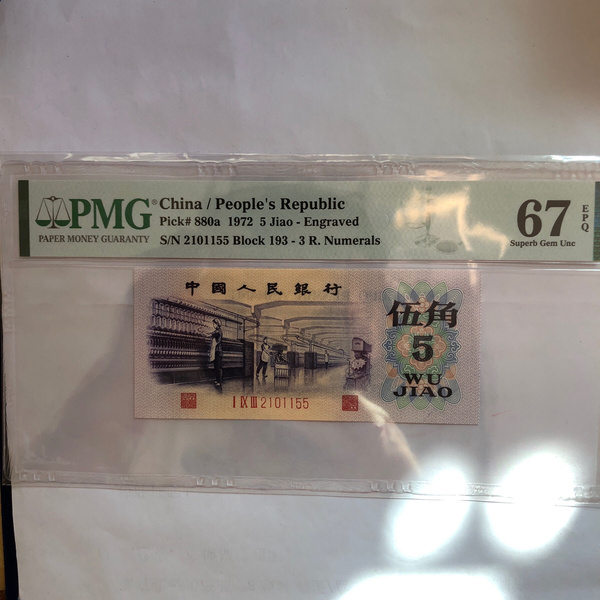 PMG
PAPER MONEY GUARANTY
China / People's Republic
Pick# 880a 1972 5 Jiao - Engraved
S/N 2101155 Block 193 - 3 R. Numerals
67 EPQ
Superb Gem Unc
中國人民銀行
伍角
5
WU
JIAO
I IX III 2101155